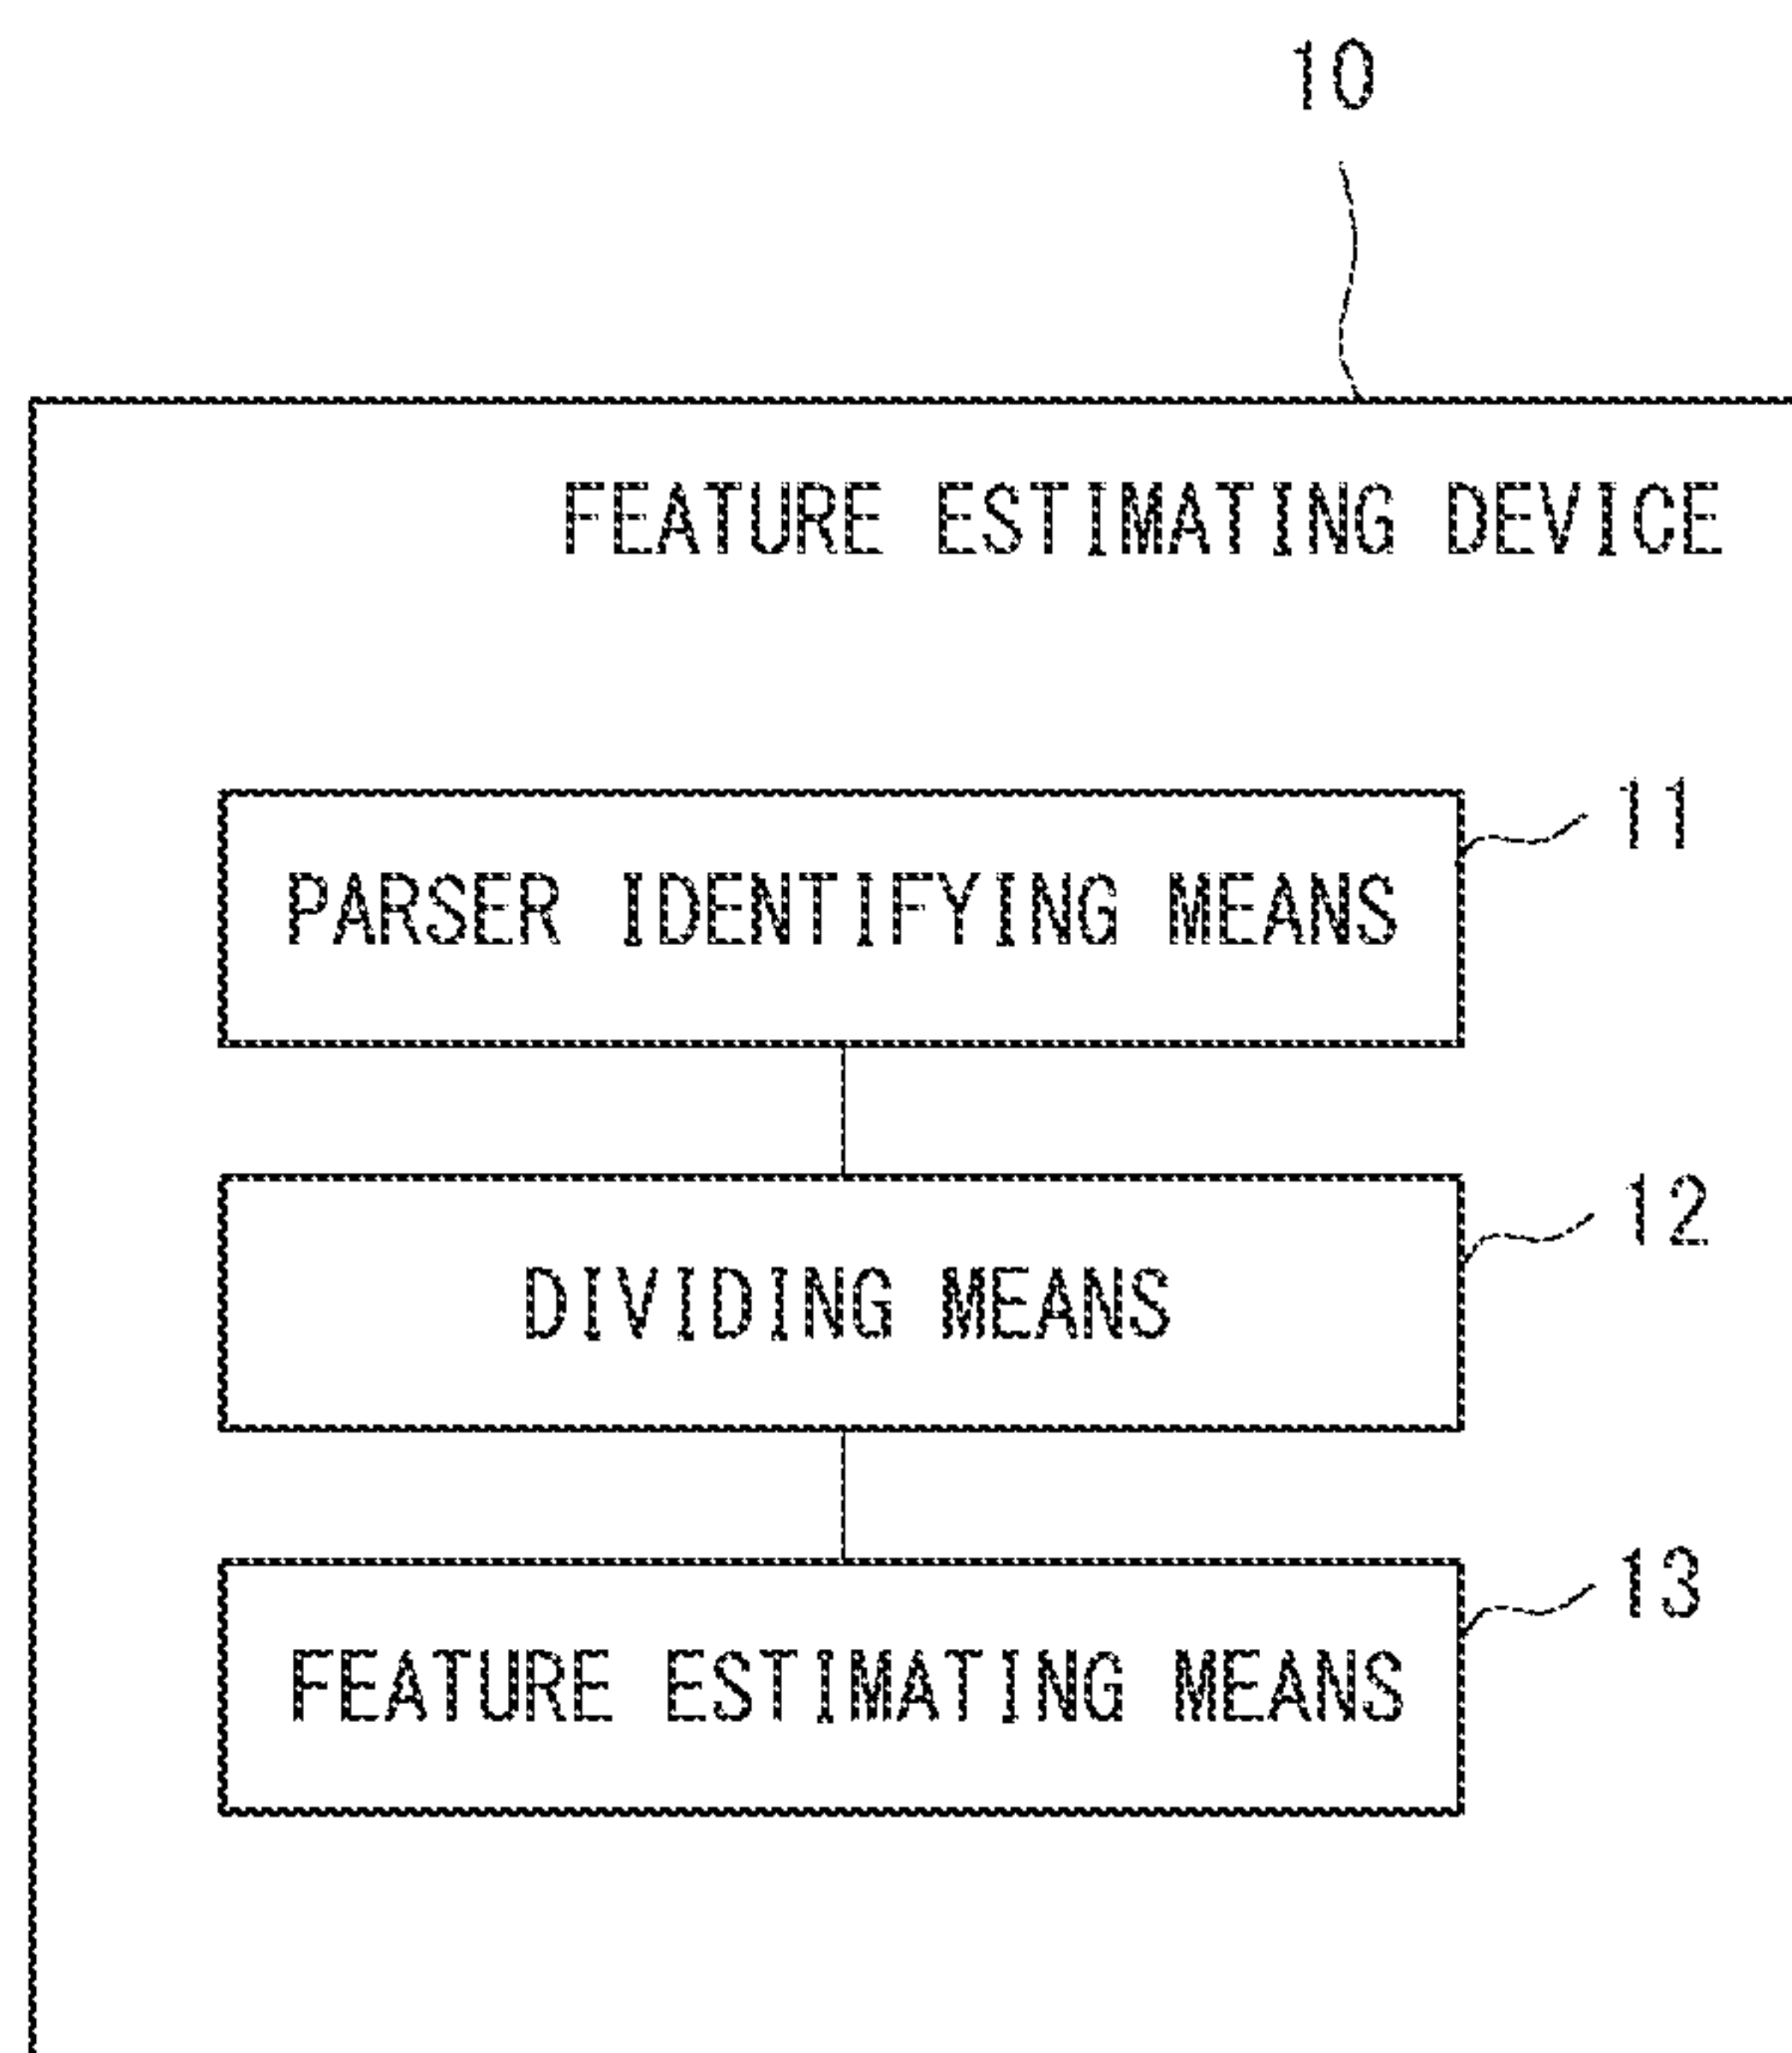 10
FEATURE ESTIMATING DEVICE
PARSER IDENTIFYING MEANS
11
DIVIDING MEANS
12
FEATURE ESTIMATING MEANS
13